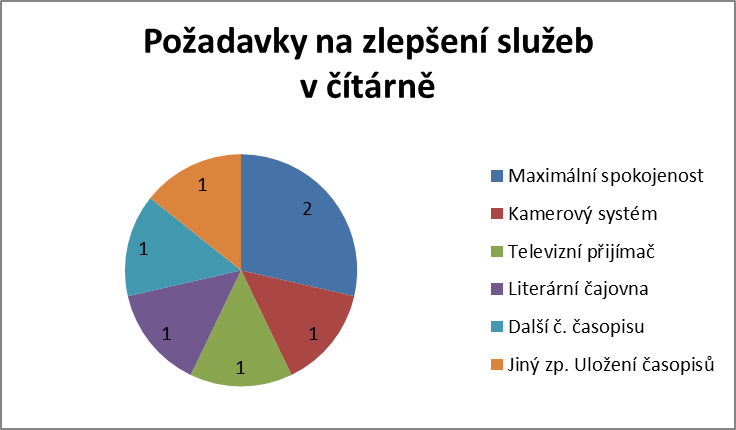 Požadavky na zlepšení služeb
v čítárně
2
1
1
1
1
1
Maximální spokojenost
Kamerový systém
Televizní přijímač
Literární čajovna
Další č. časopisu
Jiný zp. Uložení časopisů